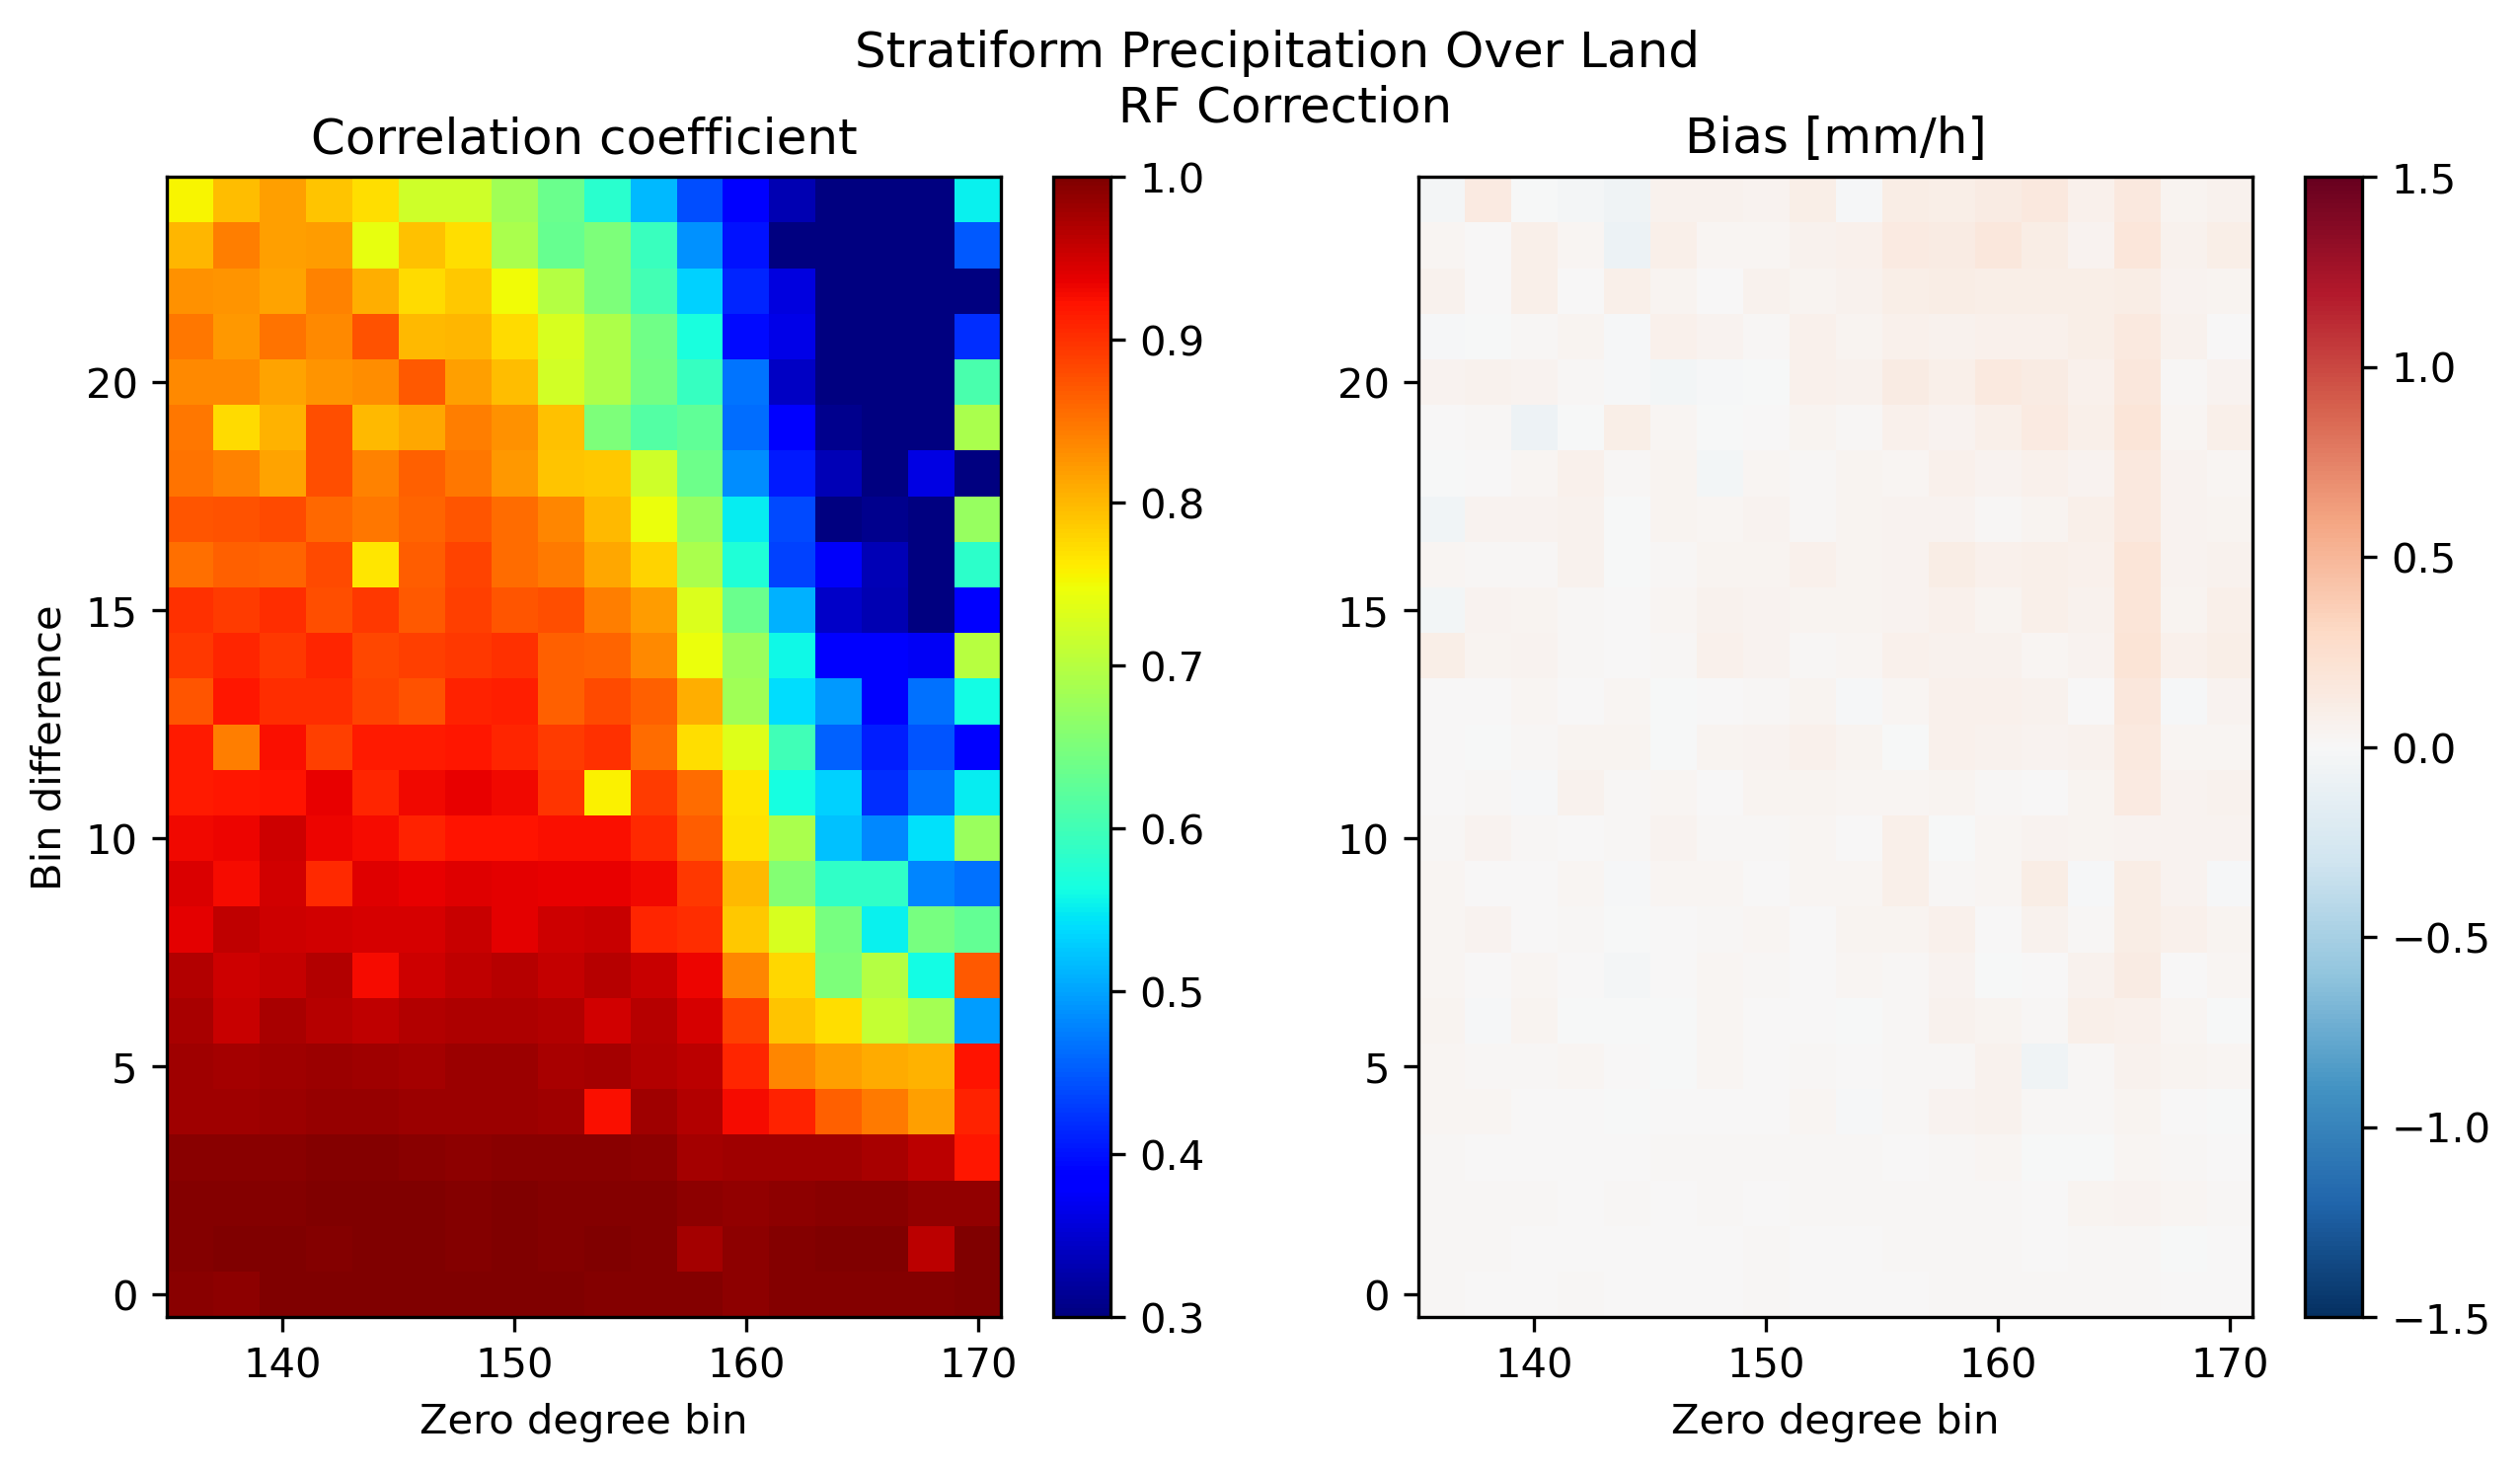 Stratiform Precipitation Over Land
RF Correction
Correlation coefficient
Bin difference
20
15
10
5
0
140 150 160 170
Zero degree bin
1.0
0.9
0.8
0.7
0.6
0.5
0.4
0.3
Bias [mm/h]
20
15
10
5
0
140 150 160 170
Zero degree bin
1.5
1.0
0.5
0.0
−0.5
−1.0
−1.5